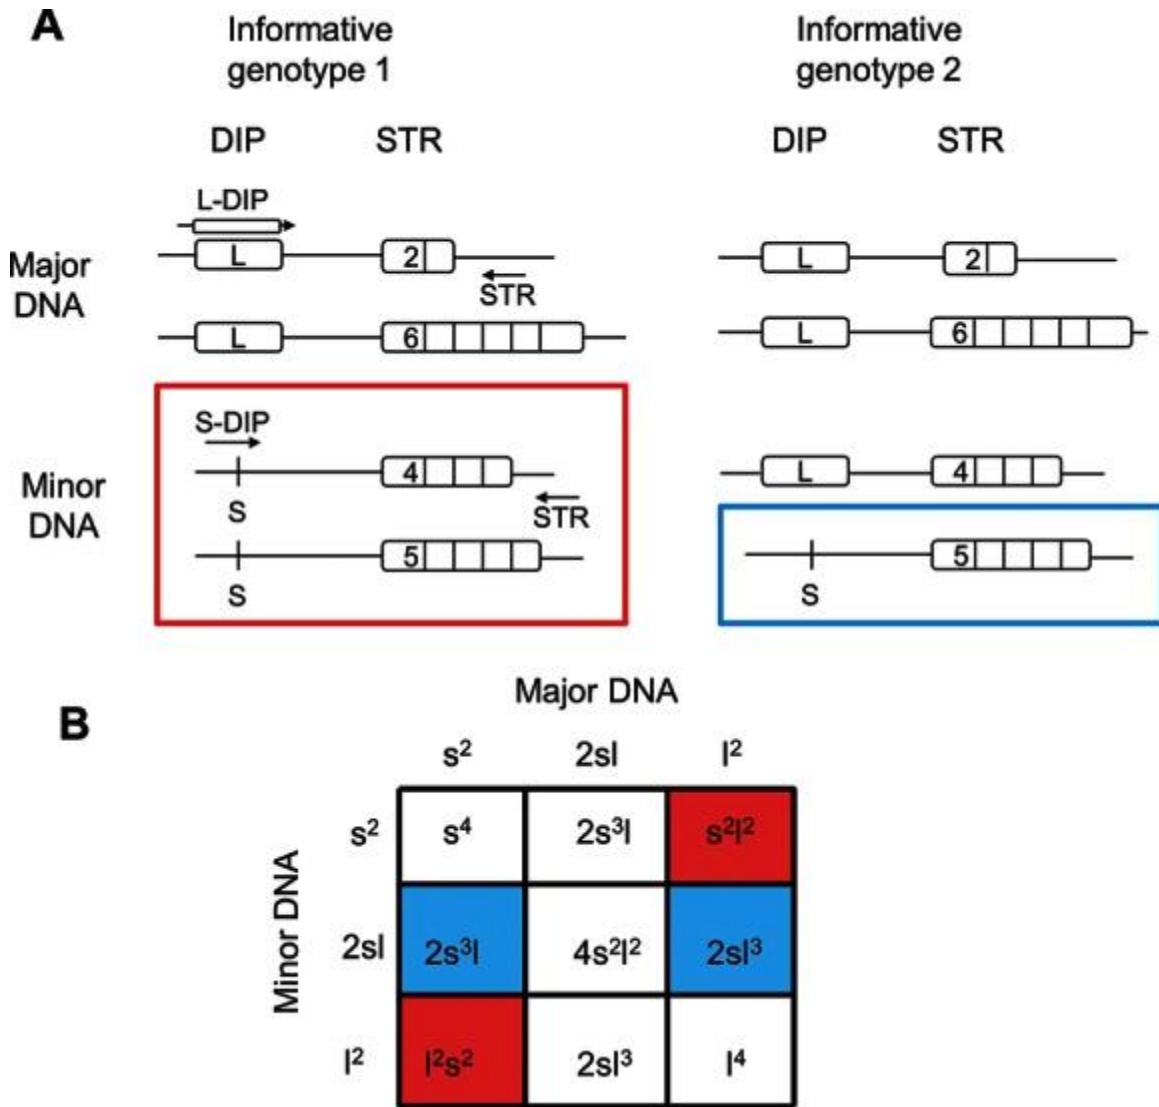 A
Informative
genotype 1
Informative
genotype 2
DIP STR
DIP STR
L-DIP
Major
DNA
L 2
STR
L 6
L 2
L 6
Minor
DNA
S-DIP
4
S
STR
5
S
L 4
5
S
B
Major DNA
s² 2sl l²
Minor DNA
s² s⁴ 2s³l s²l²
2sl 2s³l 4s²l² 2sl³
l² l²s² 2sl³ l⁴